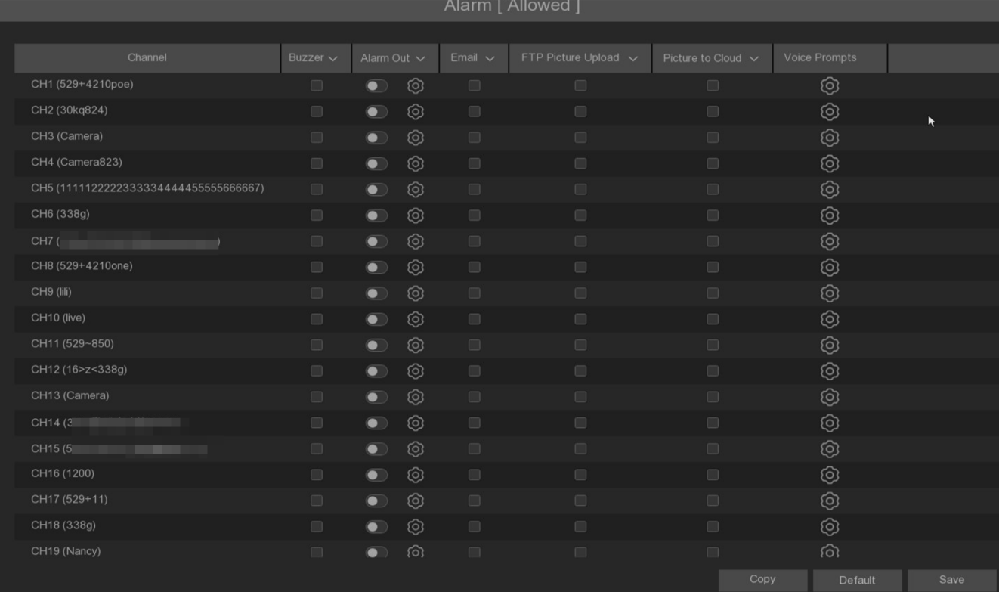 Alarm [ Allowed ]
Channel Buzzer Alarm Out Email FTP Picture Upload Picture to Cloud Voice Prompts
CH1 (529+4210poe)
CH2 (30kq824)
CH3 (Camera)
CH4 (Camera823)
CH5 (1111122222333334444455555666667)
CH6 (338g)
CH7 (
CH8 (529+4210one)
CH9 (lili)
CH10 (live)
CH11 (529~850)
CH12 (16>z<338g)
CH13 (Camera)
CH14 (3
CH15 (5
CH16 (1200)
CH17 (529+11)
CH18 (338g)
CH19 (Nancy)
Copy Default Save